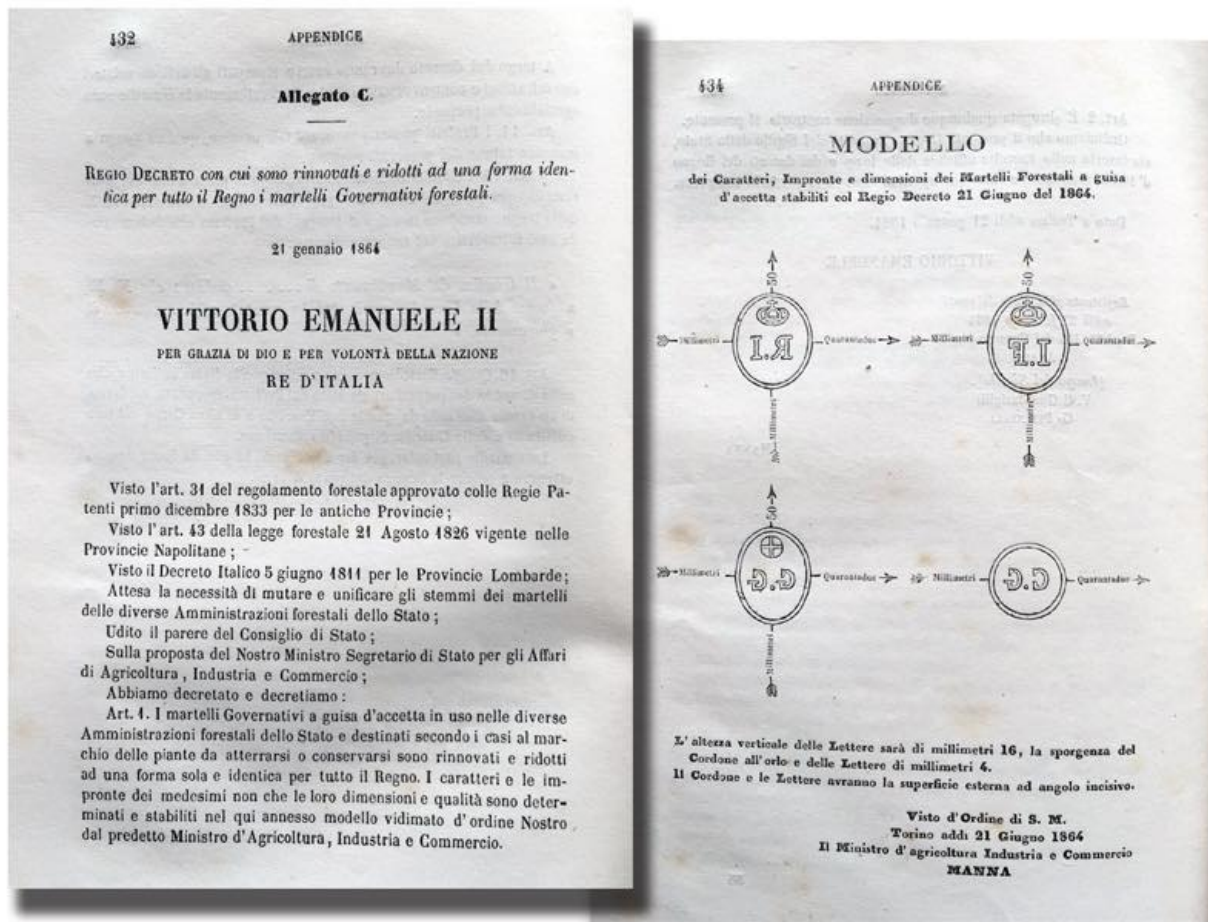 432 APPENDICE
Allegato C.
REGIO DECRETO con cui sono rinnovati e ridotti ad una forma iden-
tica per tutto il Regno i martelli Governativi forestali.
21 gennaio 1864
VITTORIO EMANUELE II
PER GRAZIA DI DIO E PER VOLONTÀ DELLA NAZIONE
RE D'ITALIA
Visto l'art. 31 del regolamento forestale approvato colle Regie Pa-
tenti primo dicembre 1833 per le antiche Provincie;
Visto l'art. 43 della legge forestale 21 Agosto 1826 vigente nelle
Provincie Napolitane;
Visto il Decreto Italico 5 giugno 1811 per le Provincie Lombarde;
Attesa la necessità di mutare e unificare gli stemmi dei martelli
delle diverse Amministrazioni forestali dello Stato;
Udito il parere del Consiglio di Stato;
Sulla proposta del Nostro Ministro Segretario di Stato per gli Affari
di Agricoltura, Industria e Commercio;
Abbiamo decretato e decretiamo:
Art. 1. I martelli Governativi a guisa d'accetta in uso nelle diverse
Amministrazioni forestali dello Stato e destinati secondo i casi al mar-
chio delle piante da atterrarsi o conservarsi sono rinnovati e ridotti
ad una forma sola e identica per tutto il Regno. I caratteri e le im-
pronte dei medesimi non che le loro dimensioni e qualità sono deter-
minati e stabiliti nel qui annesso modello vidimato d'ordine Nostro
dal predetto Ministro d'Agricoltura, Industria e Commercio.
434 APPENDICE
MODELLO
dei Caratteri, Impronte e dimensioni dei Martelli Forestali a guisa
d'accetta stabiliti col Regio Decreto 21 Giugno del 1864.
50 50
Millimetri R.I Quarantadue Millimetri I.F Quarantadue
Millimetri Millimetri
50
Millimetri G.G. Quarantadue Millimetri C.G Quarantadue
Millimetri
L'altezza verticale delle Lettere sarà di millimetri 16, la sporgenza del
Cordone all'orlo e delle Lettere di millimetri 4.
Il Cordone e le Lettere avranno la superficie esterna ad angolo incisivo.
Visto d'Ordine di S. M.
Torino addì 21 Giugno 1864
Il Ministro d'agricoltura Industria e Commercio
MANNA